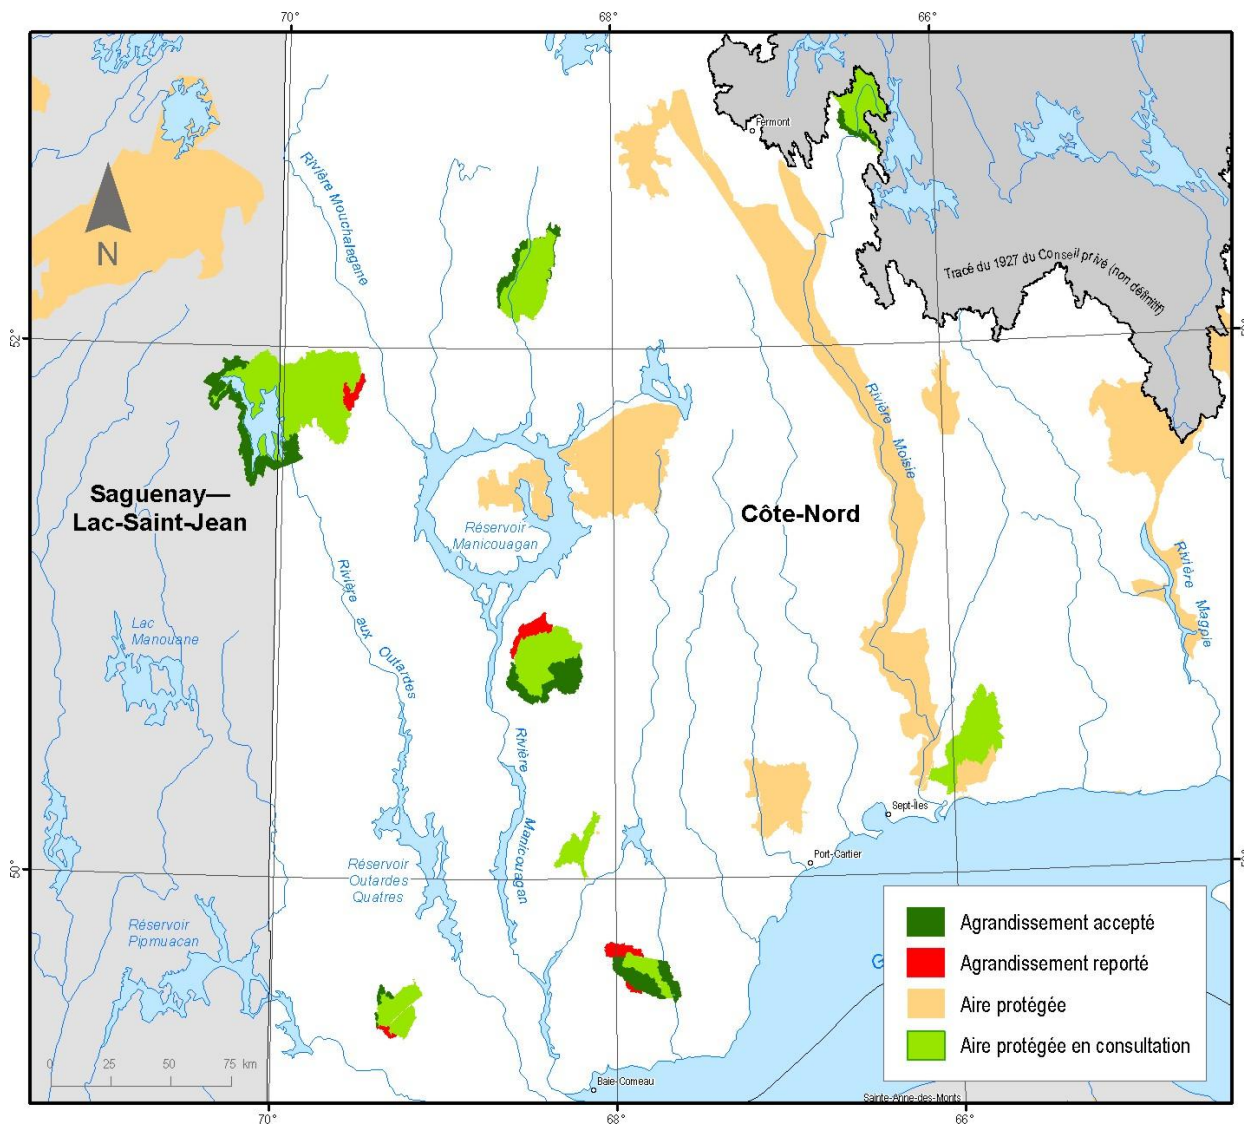 70°
68°
66°
Fermont
Rivière Mouchalagane
N
Tracé du 1927 du Conseil privé (non définitif)
52°
Rivière Moisie
Saguenay—
Lac-Saint-Jean
Côte-Nord
Réservoir
Manicouagan
Rivière aux Outardes
Rivière Magpie
Lac
Manouane
Rivière Manicouagan
Sept-Îles
Port-Cartier
50°
Réservoir
Outardes
Quatres
Réservoir
Pipmuacan
G
Agrandissement accepté
Agrandissement reporté
Aire protégée
Aire protégée en consultation
0 25 50 75 km
Baie-Comeau
Sainte-Anne-des-Monts
70°
68°
66°